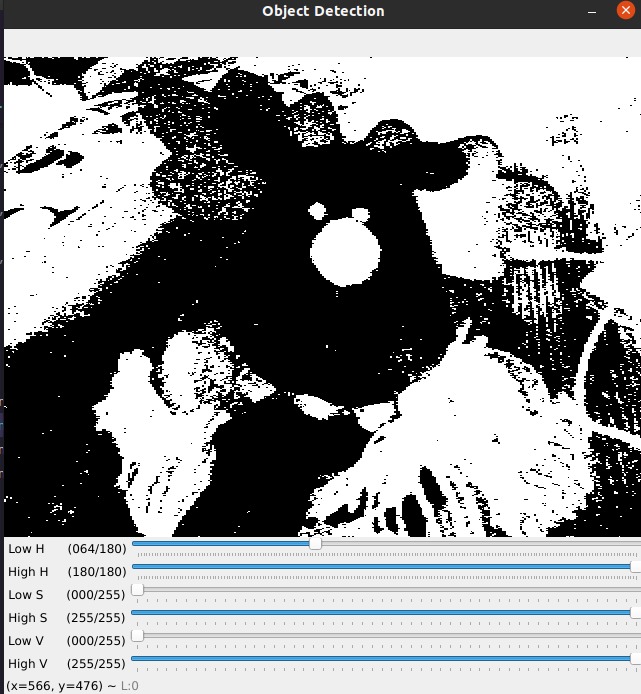 Object Detection
Low H (064/180)
High H (180/180)
Low S (000/255)
High S (255/255)
Low V (000/255)
High V (255/255)
(x=566, y=476) ~ L:0